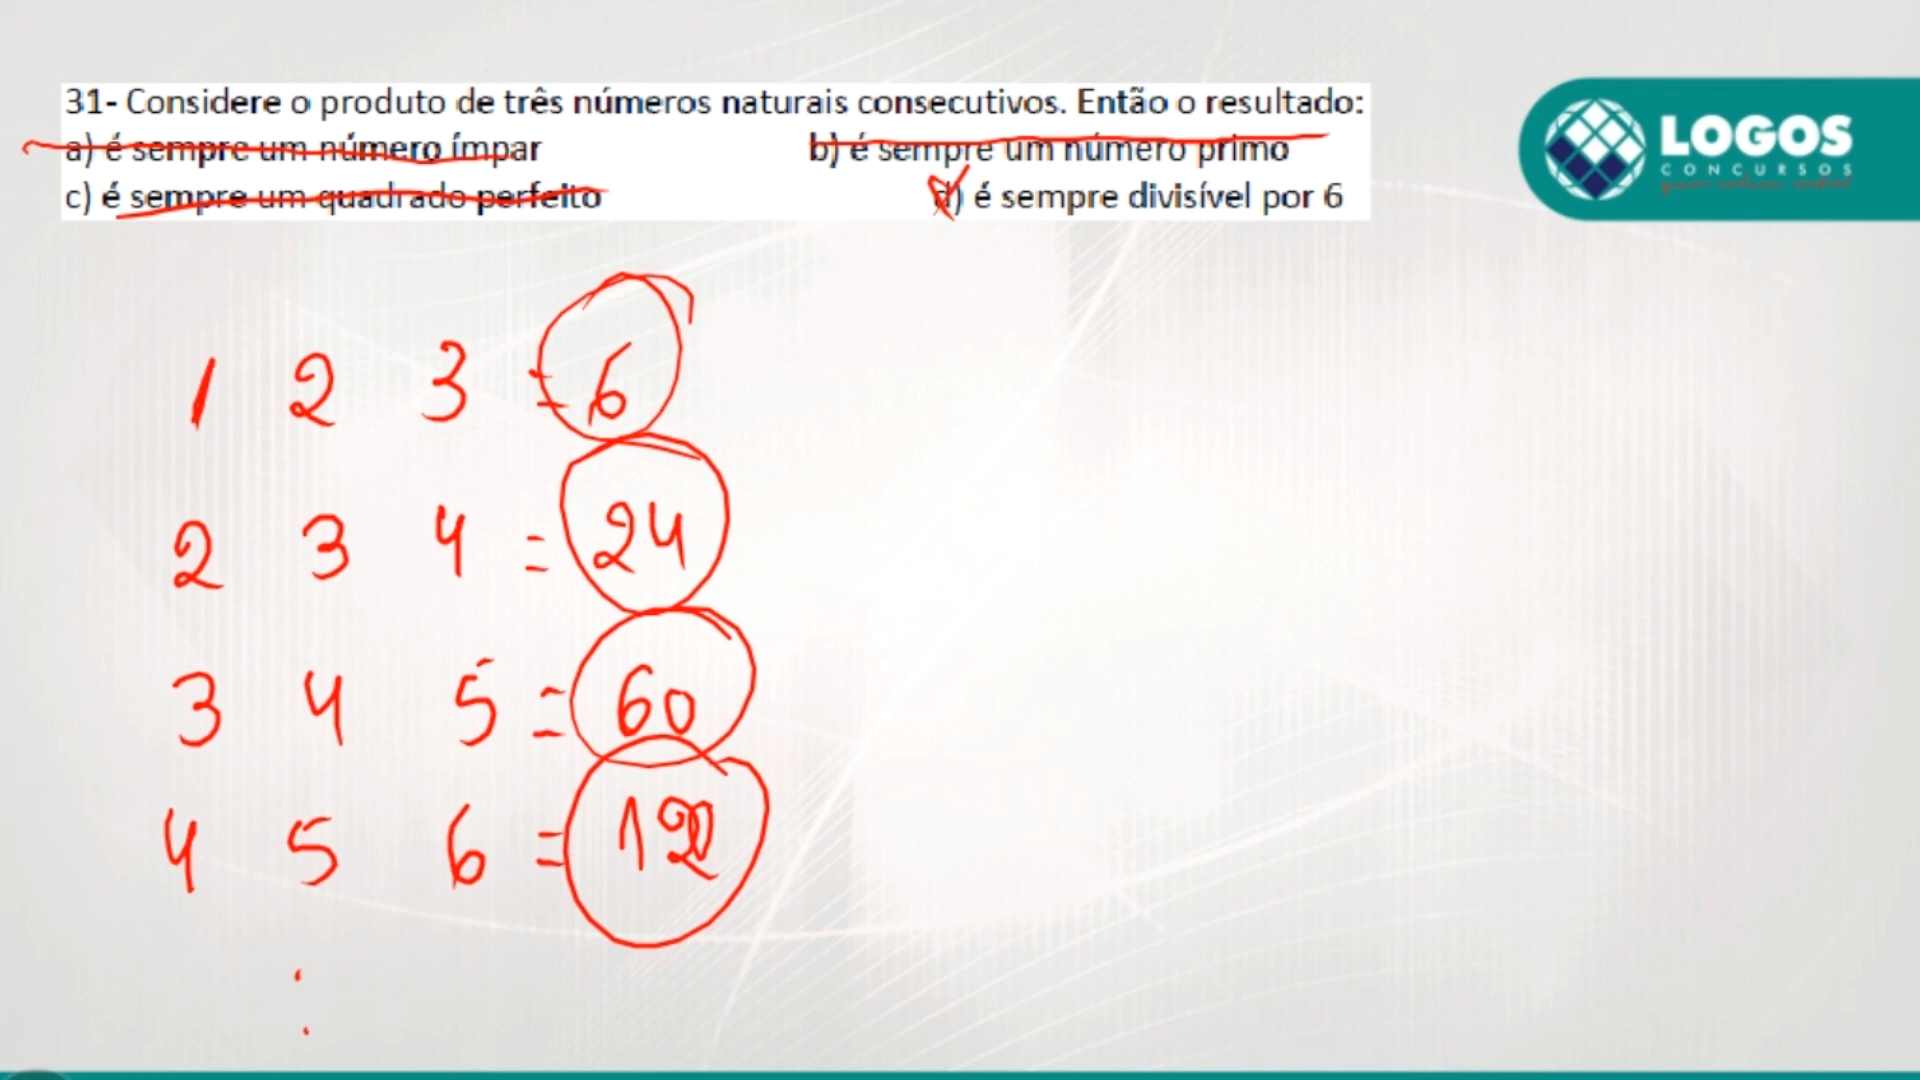 31- Considere o produto de três números naturais consecutivos. Então o resultado:
a) é sempre um número ímpar b) é sempre um número primo
c) é sempre um quadrado perfeito d) é sempre divisível por 6
LOGOS
CONCURSOS
1 2 3 = 6
2 3 4 = 24
3 4 5 = 60
4 5 6 = 120
: